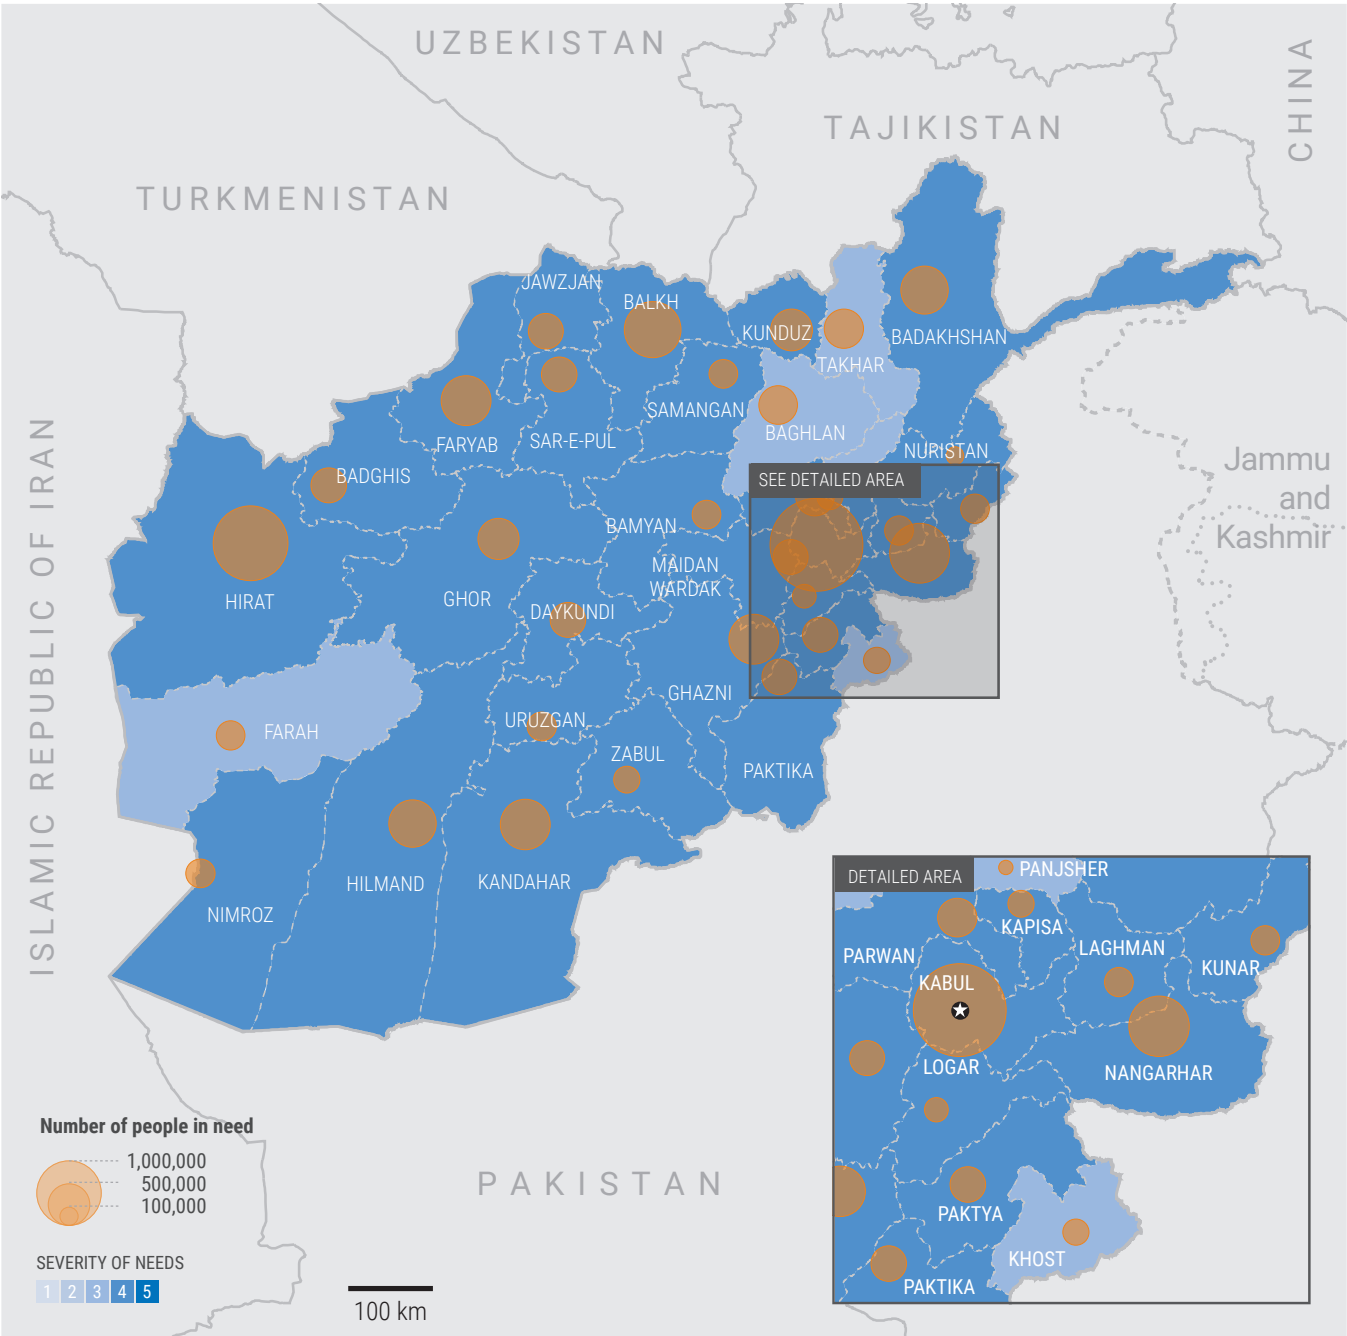 UZBEKISTAN
CHINA
TAJIKISTAN
TURKMENISTAN
JAWZJAN
BALKH
KUNDUZ
BADAKHSHAN
TAKHAR
SAMANGAN
FARYAB
SAR-E-PUL
BAGHLAN
NURISTAN
Jammu
and
Kashmir
BADGHIS
SEE DETAILED AREA
BAMYAN
MAIDAN
WARDAK
ISLAMIC REPUBLIC OF IRAN
HIRAT
GHOR
DAYKUNDI
GHAZNI
URUZGAN
FARAH
ZABUL
PAKTIKA
HILMAND
KANDAHAR
NIMROZ
DETAILED AREA
PANJSHER
KAPISA
PARWAN
LAGHMAN
KUNAR
KABUL
LOGAR
NANGARHAR
PAKTYA
KHOST
PAKTIKA
PAKISTAN
Number of people in need
1,000,000
500,000
100,000
SEVERITY OF NEEDS
1 2 3 4 5
100 km